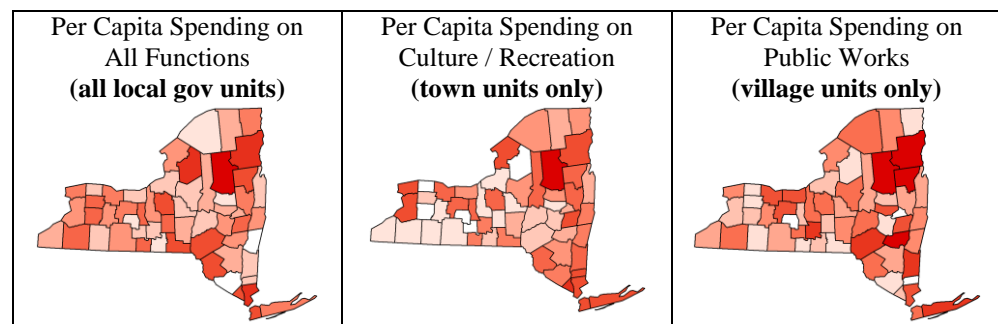 Per Capita Spending on
All Functions
(all local gov units)
Per Capita Spending on
Culture / Recreation
(town units only)
Per Capita Spending on
Public Works
(village units only)